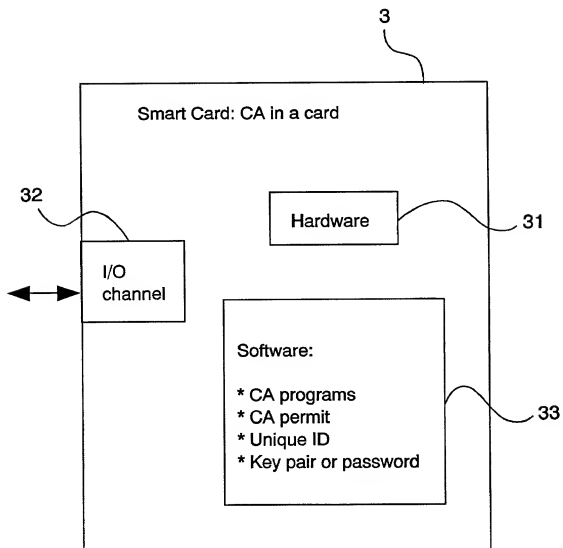 3
Smart Card: CA in a card
32
Hardware
31
I/O
channel
Software:
* CA programs
* CA permit
* Unique ID
* Key pair or password
33